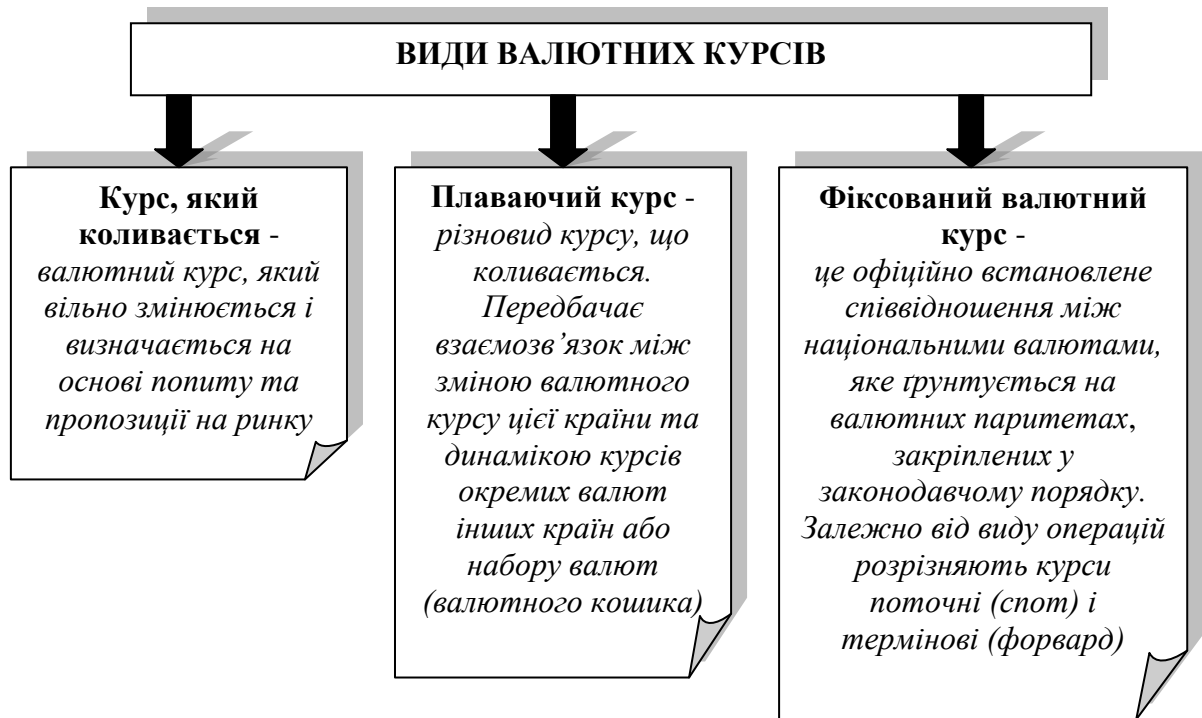 ВИДИ ВАЛЮТНИХ КУРСІВ
Курс, який
коливається -
валютний курс, який
вільно змінюється і
визначається на
основі попиту та
пропозиції на ринку
Плаваючий курс -
різновид курсу, що
коливається.
Передбачає
взаємозв’язок між
зміною валютного
курсу цієї країни та
динамікою курсів
окремих валют
інших країн або
набору валют
(валютного кошика)
Фіксований валютний
курс -
це офіційно встановлене
співвідношення між
національними валютами,
яке ґрунтується на
валютних паритетах,
закріплених у
законодавчому порядку.
Залежно від виду операцій
розрізняють курси
поточні (спот) і
термінові (форвард)